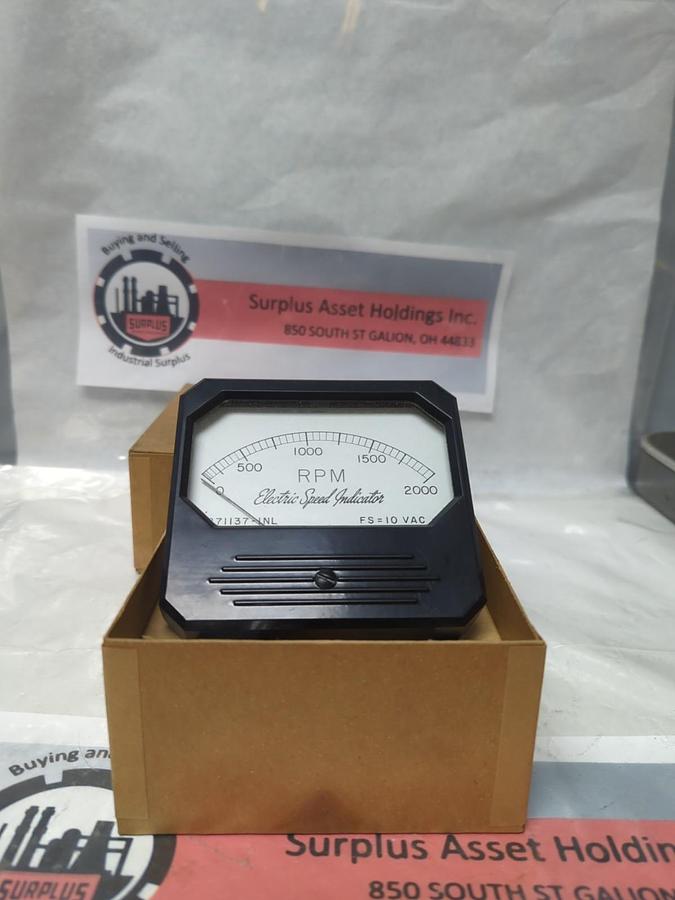 Buying and Selling
SURPLUS
Industrial Surplus
Surplus Asset Holdings Inc.
850 SOUTH ST GALION, OH 44833
0 500 1000 1500 2000
RPM
Electric Speed Indicator
71137-INL FS=10 VAC
Buying and
SURPLUS
Surplus Asset Holdin
850 SOUTH ST GALION